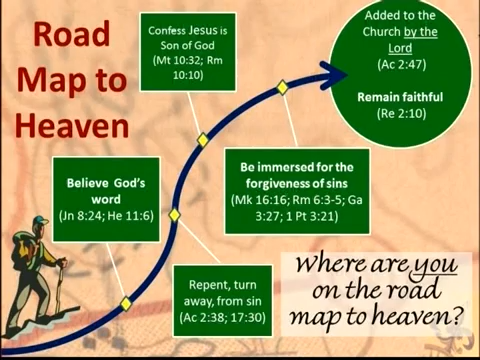 Road
Map to
Heaven
Believe God's
word
(Jn 8:24; He 11:6)
Repent, turn
away, from sin
(Ac 2:38; 17:30)
Confess Jesus is
Son of God
(Mt 10:32; Rm
10:10)
Be immersed for the
forgiveness of sins
(Mk 16:16; Rm 6:3-5; Ga
3:27; 1 Pt 3:21)
Added to the
Church by the
Lord
(Ac 2:47)
Remain faithful
(Re 2:10)
Where are you
on the road
map to heaven?